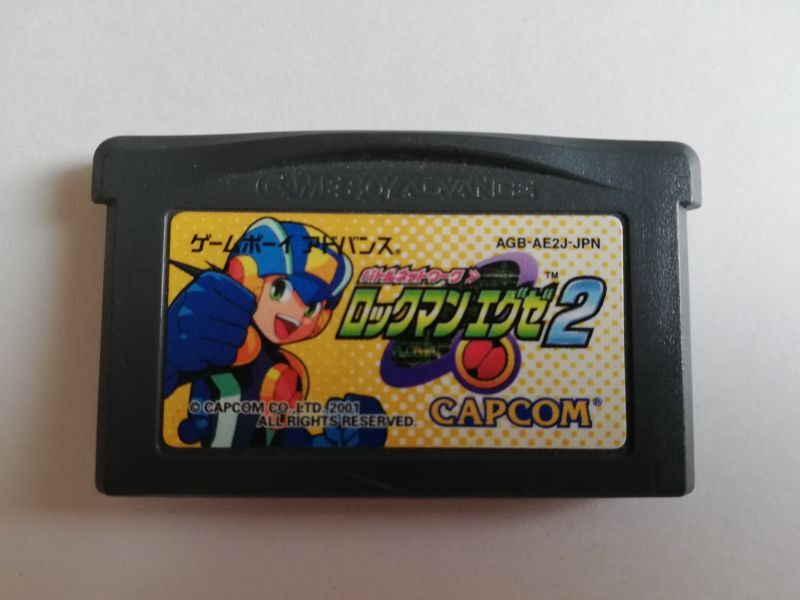 GAME BOY ADVANCE
ゲームボーイ アドバンス®
AGB-AE2J-JPN
バトルネットワーク
ロックマンエグゼ2™
© CAPCOM CO.,LTD. 2001
ALL RIGHTS RESERVED.
CAPCOM®